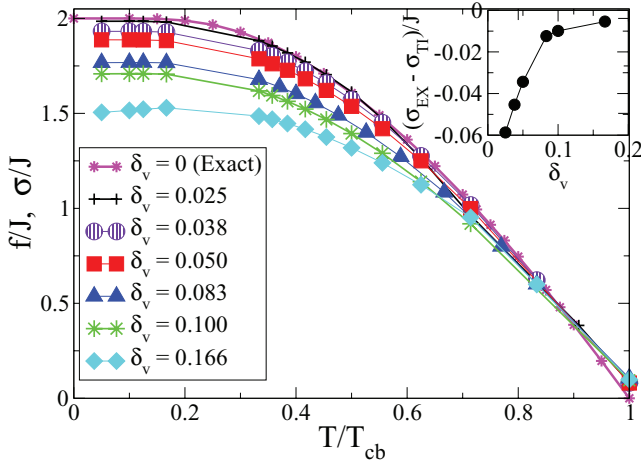 2
1.5
1
0.5
0
f/J, σ/J
0 0.2 0.4 0.6 0.8 1
T/T_cb
δ_v = 0 (Exact)
δ_v = 0.025
δ_v = 0.038
δ_v = 0.050
δ_v = 0.083
δ_v = 0.100
δ_v = 0.166
0
-0.02
-0.04
-0.06
(σ_EX - σ_TI)/J
0 0.1 0.2
δ_v